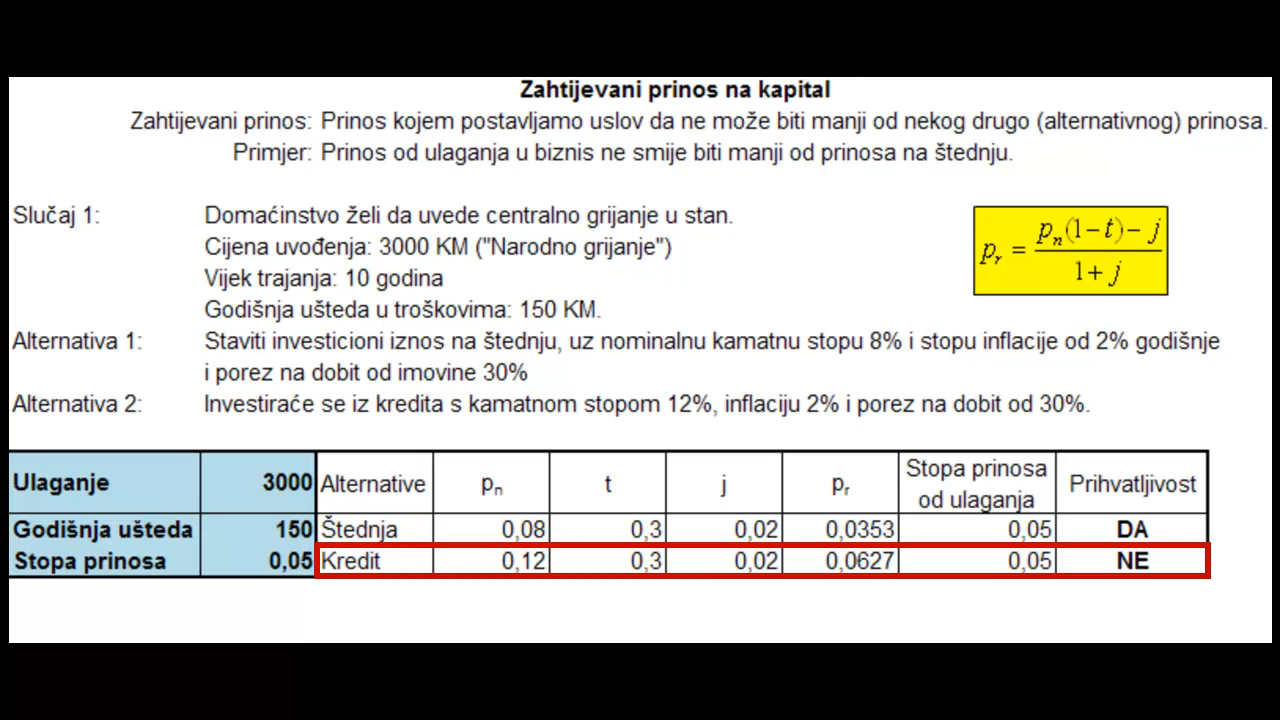 Zahtijevani prinos na kapital
Zahtijevani prinos: Prinos kojem postavljamo uslov da ne može biti manji od nekog drugo (alternativnog) prinosa.
Primjer: Prinos od ulaganja u biznis ne smije biti manji od prinosa na štednju.
Slučaj 1: Domaćinstvo želi da uvede centralno grijanje u stan.
Cijena uvođenja: 3000 KM ("Narodno grijanje")
Vijek trajanja: 10 godina
Godišnja ušteda u troškovima: 150 KM.
p_r = (p_n(1−t)−j)/(1+j)
Alternativa 1: Staviti investicioni iznos na štednju, uz nominalnu kamatnu stopu 8% i stopu inflacije od 2% godišnje
i porez na dobit od imovine 30%
Alternativa 2: Investiraće se iz kredita s kamatnom stopom 12%, inflaciju 2% i porez na dobit od 30%.
Ulaganje 3000 Alternative p_n t j p_r Stopa prinosa od ulaganja Prihvatljivost
Godišnja ušteda 150 Štednja 0,08 0,3 0,02 0,0353 0,05 DA
Stopa prinosa 0,05 Kredit 0,12 0,3 0,02 0,0627 0,05 NE